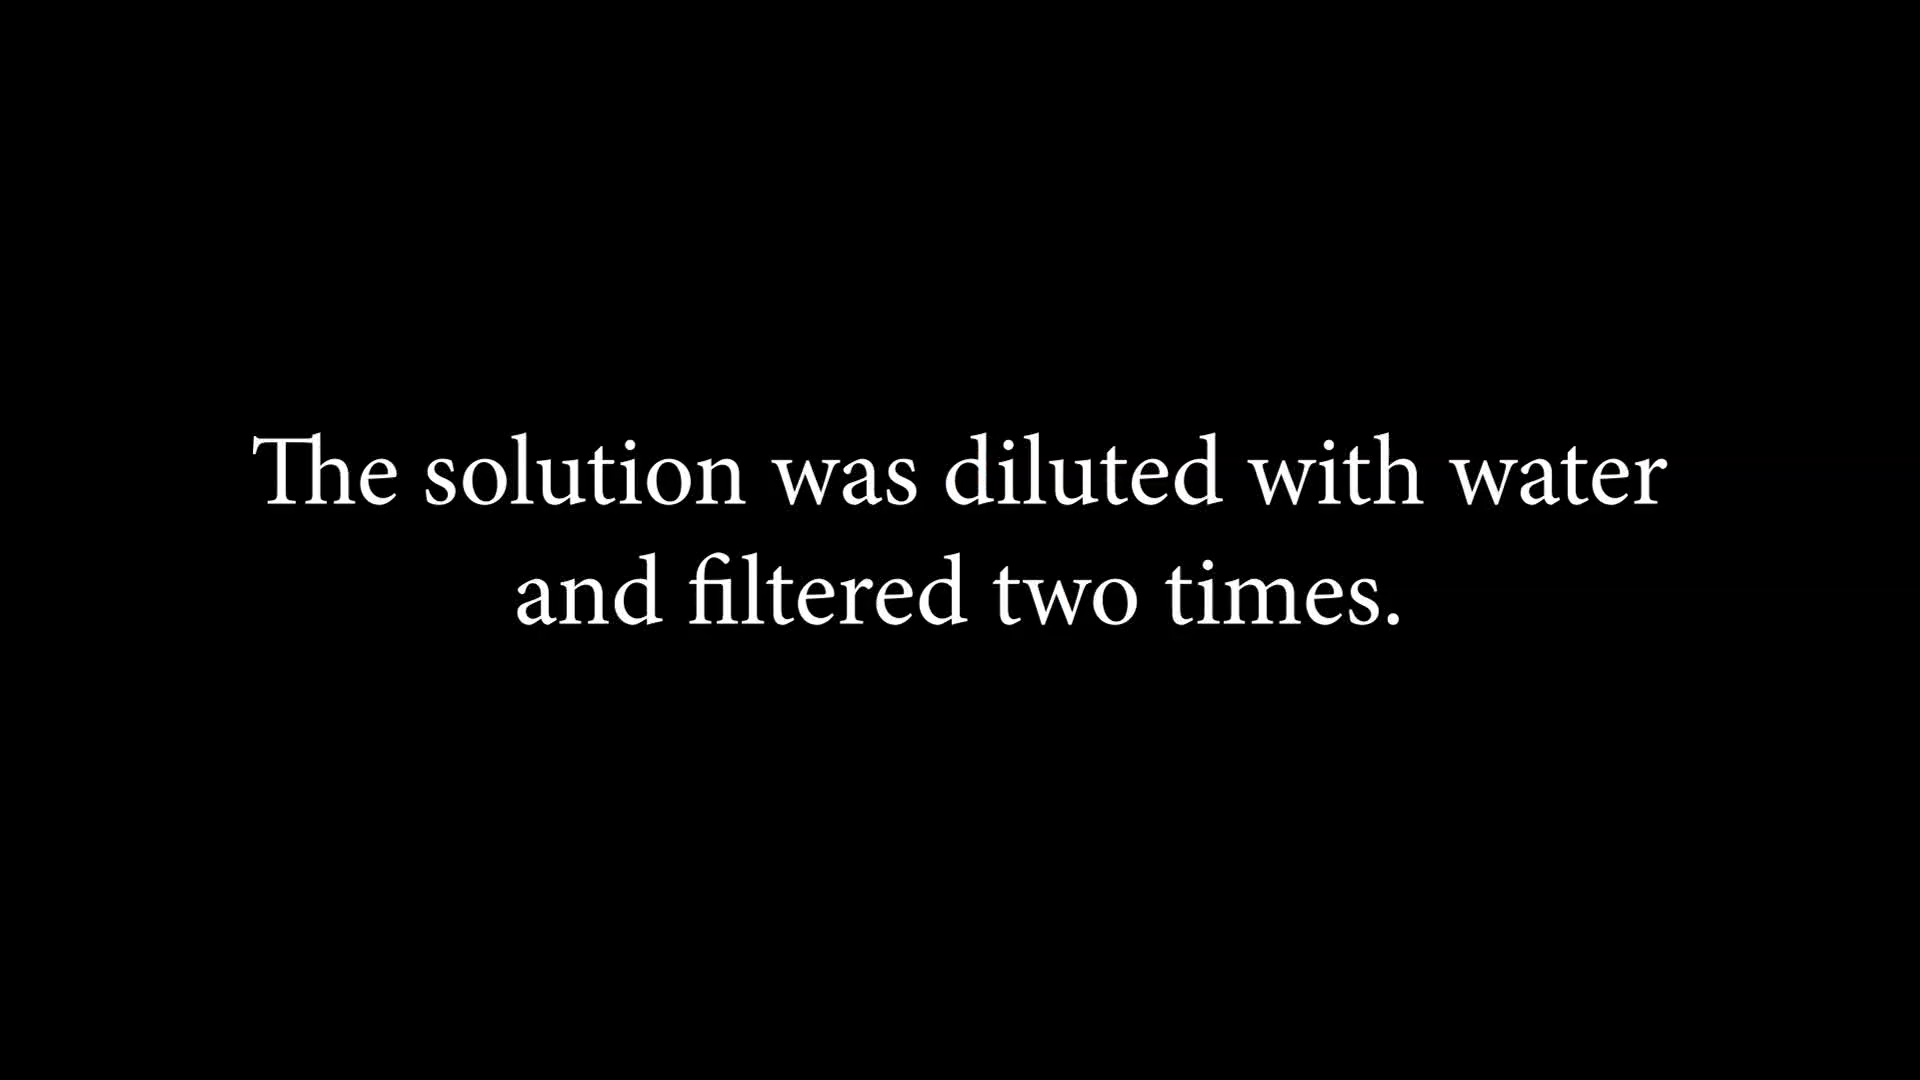 The solution was diluted with water
and filtered two times.